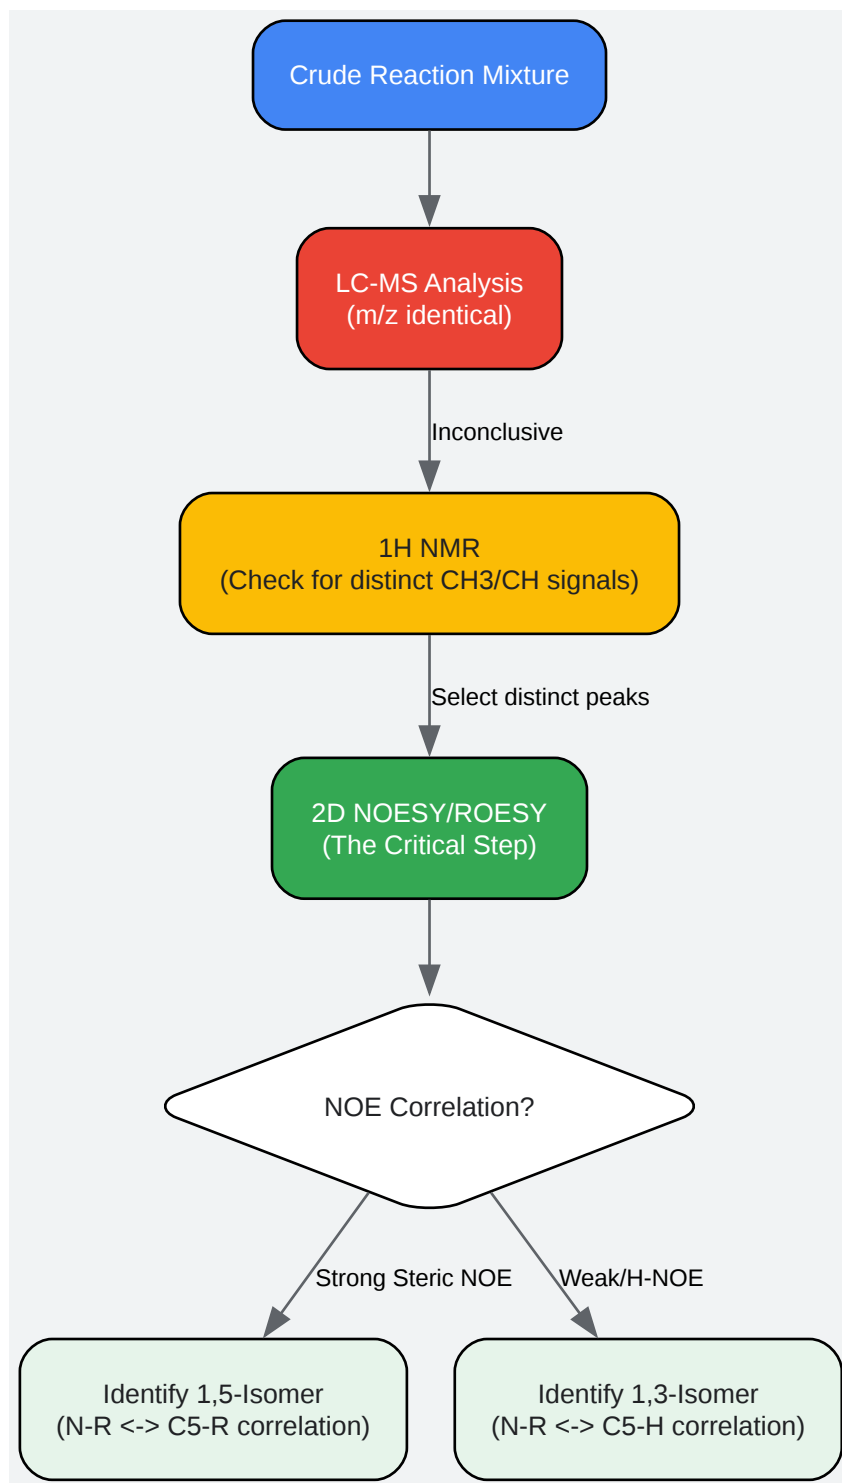 Crude Reaction Mixture
LC-MS Analysis
(m/z identical)
Inconclusive
1H NMR
(Check for distinct CH3/CH signals)
Select distinct peaks
2D NOESY/ROESY
(The Critical Step)
NOE Correlation?
Strong Steric NOE
Weak/H-NOE
Identify 1,5-Isomer
(N-R <-> C5-R correlation)
Identify 1,3-Isomer
(N-R <-> C5-H correlation)